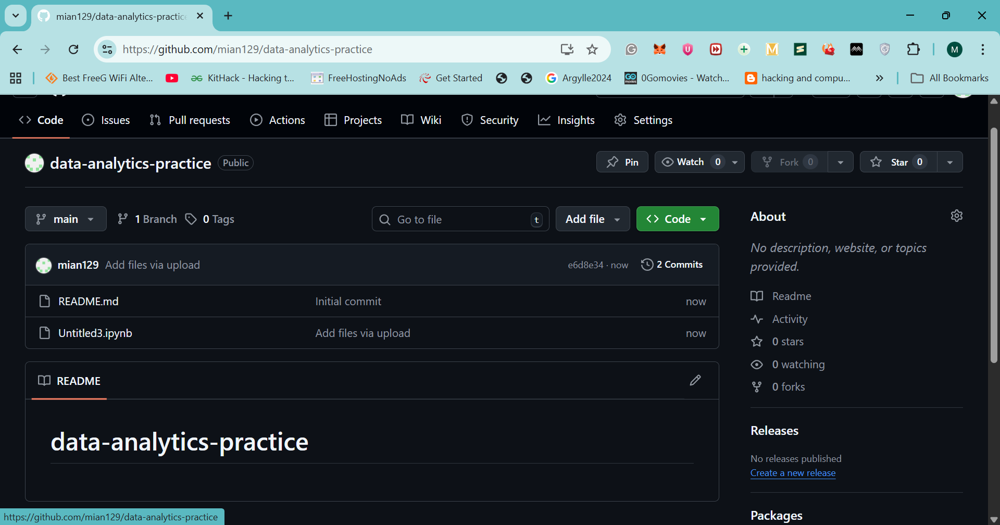 mian129/data-analytics-practice
https://github.com/mian129/data-analytics-practice
M
Best FreeG WiFi Alte...
KitHack - Hacking t...
FreeHostingNoAds
Get Started
Argylle2024
0Gomovies - Watch...
hacking and compu...
All Bookmarks
Code Issues Pull requests Actions Projects Wiki Security Insights Settings
data-analytics-practice Public
Pin Watch 0 Fork 0 Star 0
main 1 Branch 0 Tags
Go to file t
Add file Code
mian129 Add files via upload e6d8e34 · now 2 Commits
README.md Initial commit now
Untitled3.ipynb Add files via upload now
README
data-analytics-practice
About
No description, website, or topics
provided.
Readme
Activity
0 stars
0 watching
0 forks
Releases
No releases published
Create a new release
Packages
https://github.com/mian129/data-analytics-practice